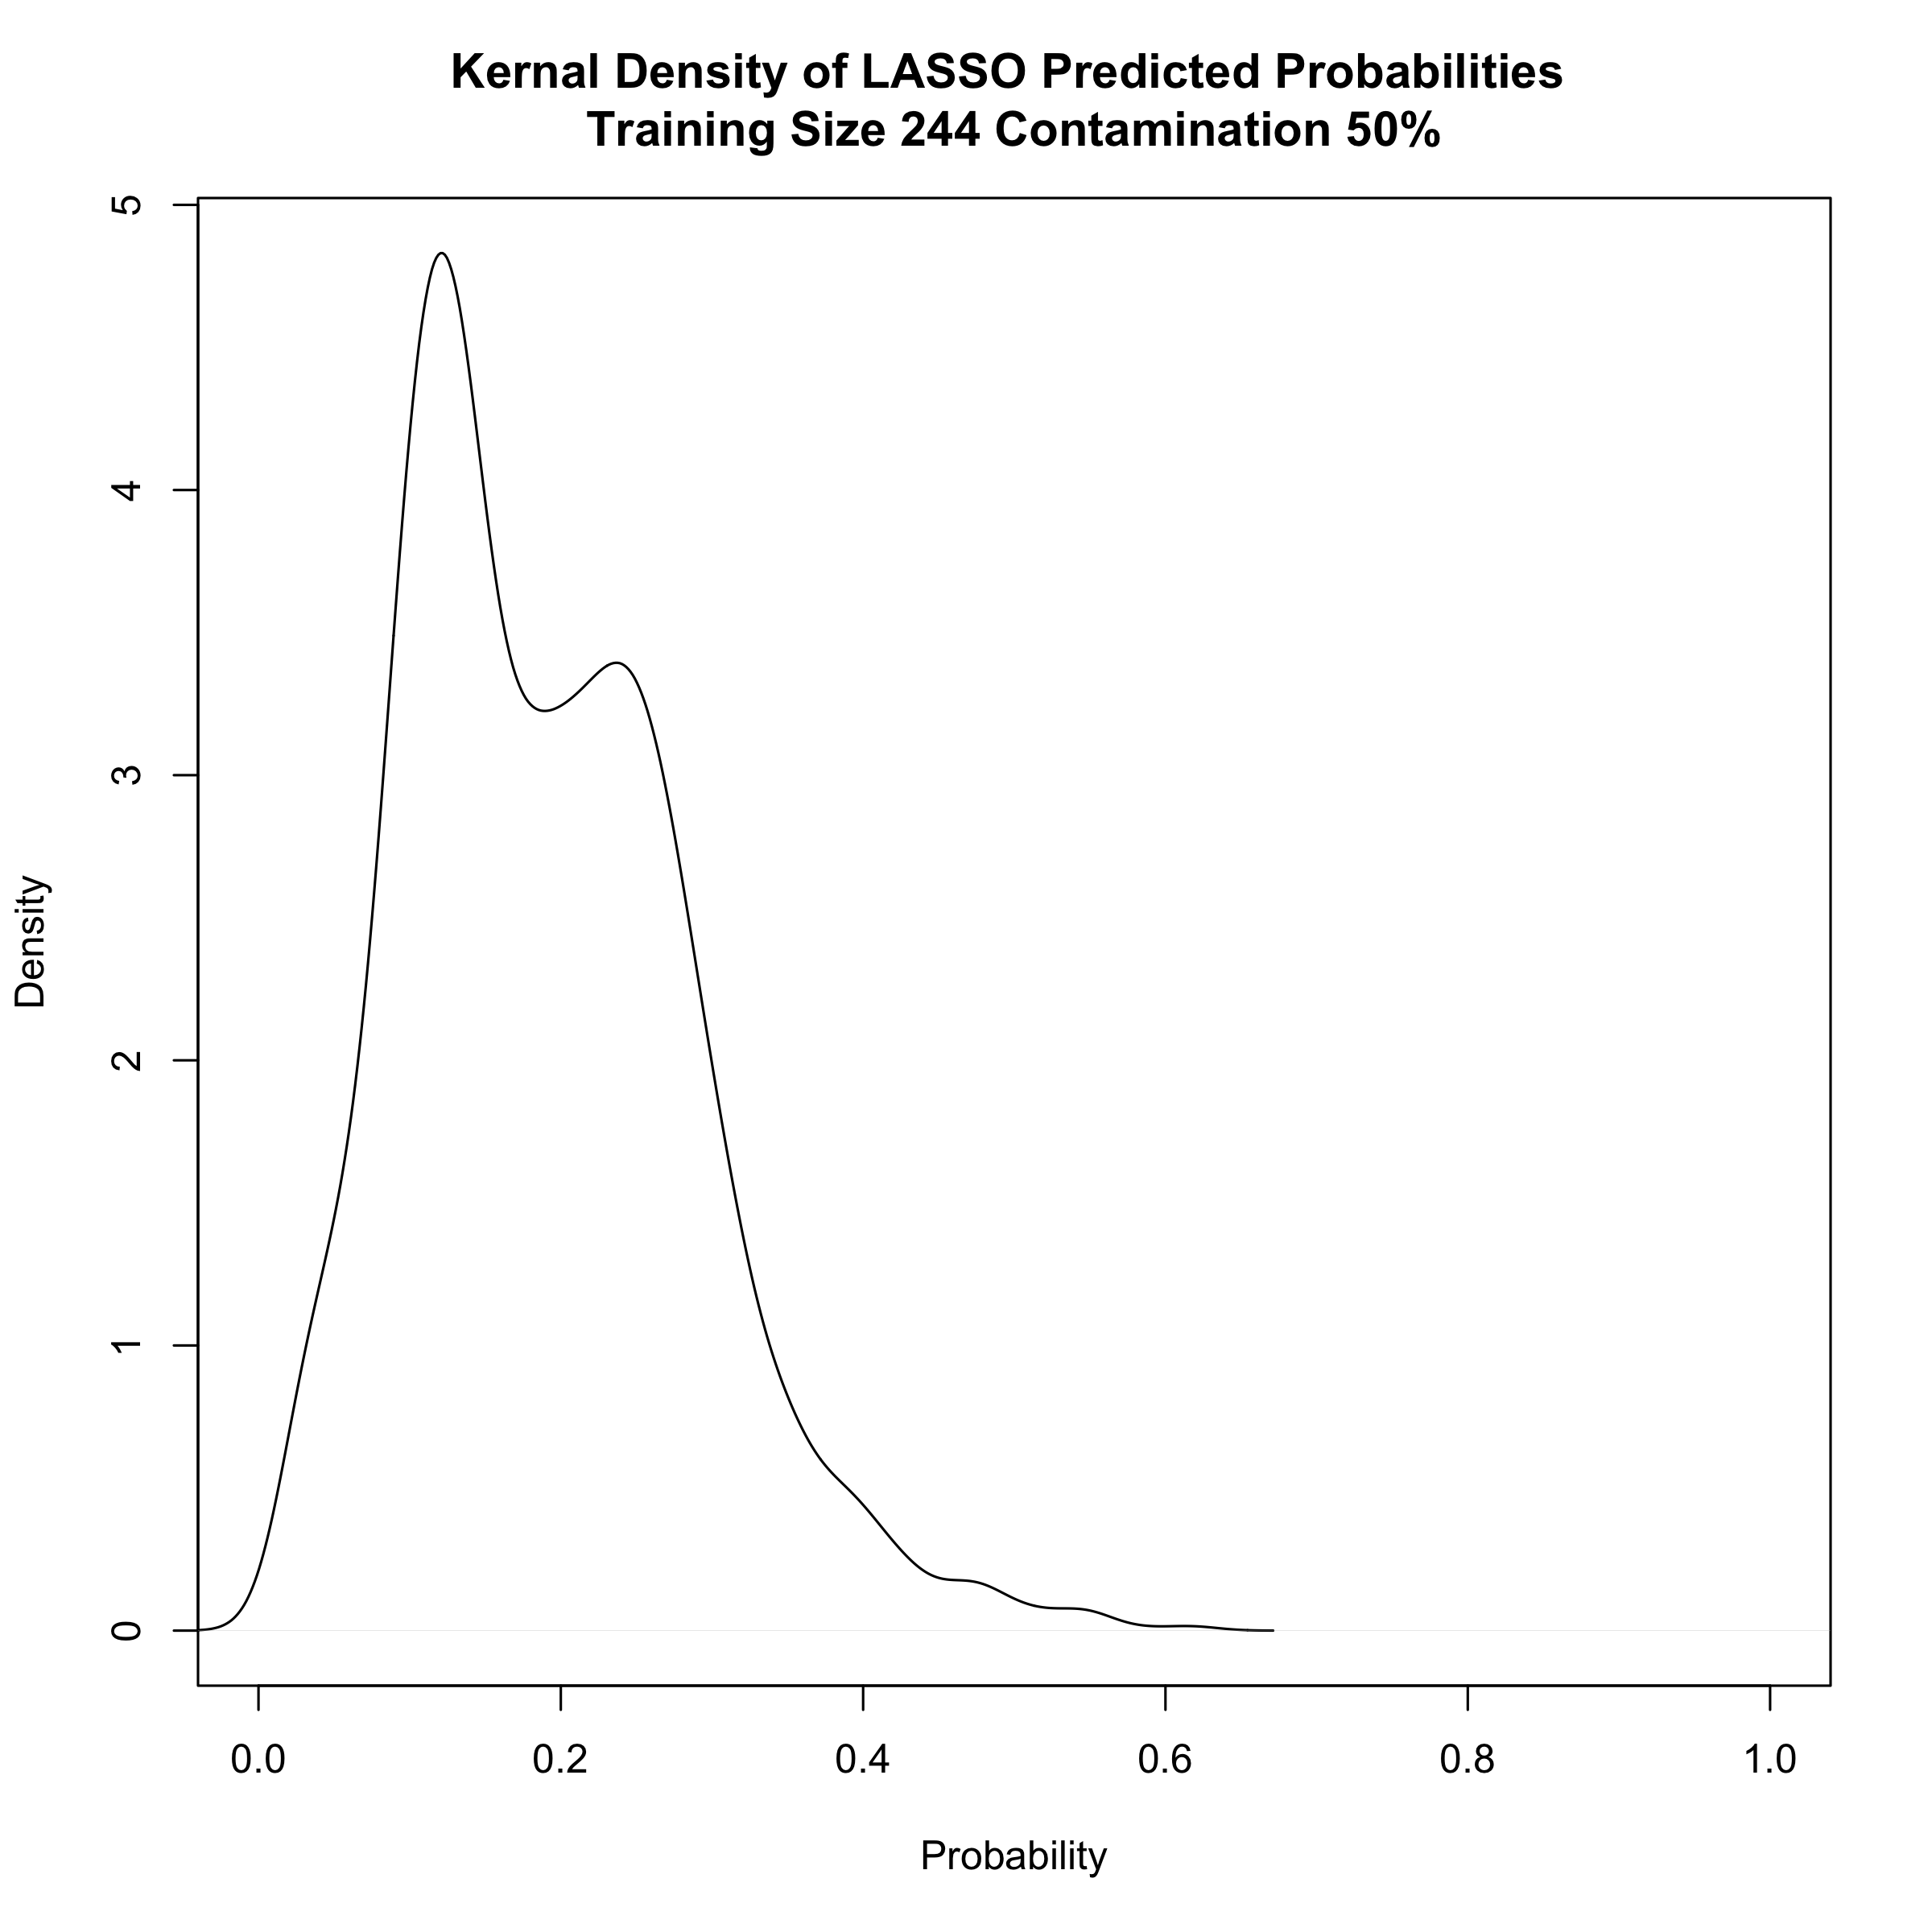 Kernal Density of LASSO Predicted Probabilities
Training Size 244 Contamination 50%
5
4
3
2
1
0
Density
0.0 0.2 0.4 0.6 0.8 1.0
Probability